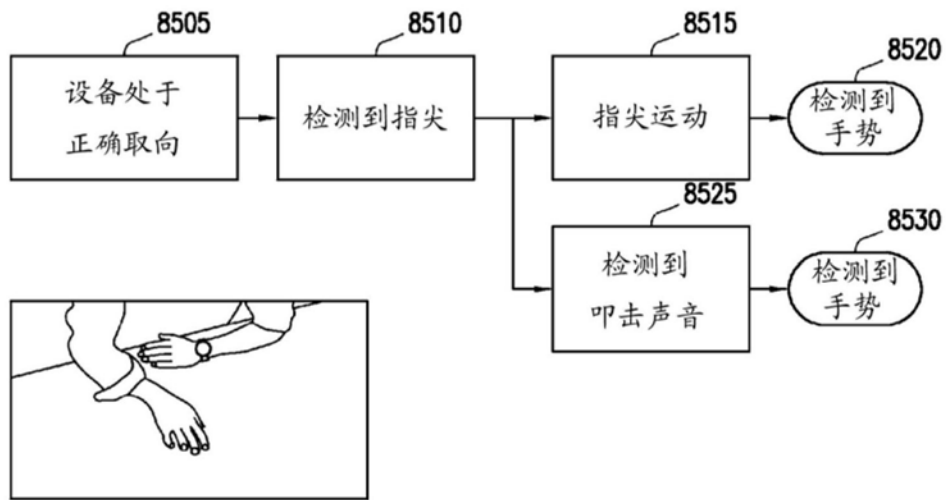 8505
设备处于
正确取向
8510
检测到指尖
8515
指尖运动
8520
检测到
手势
8525
检测到
叩击声音
8530
检测到
手势